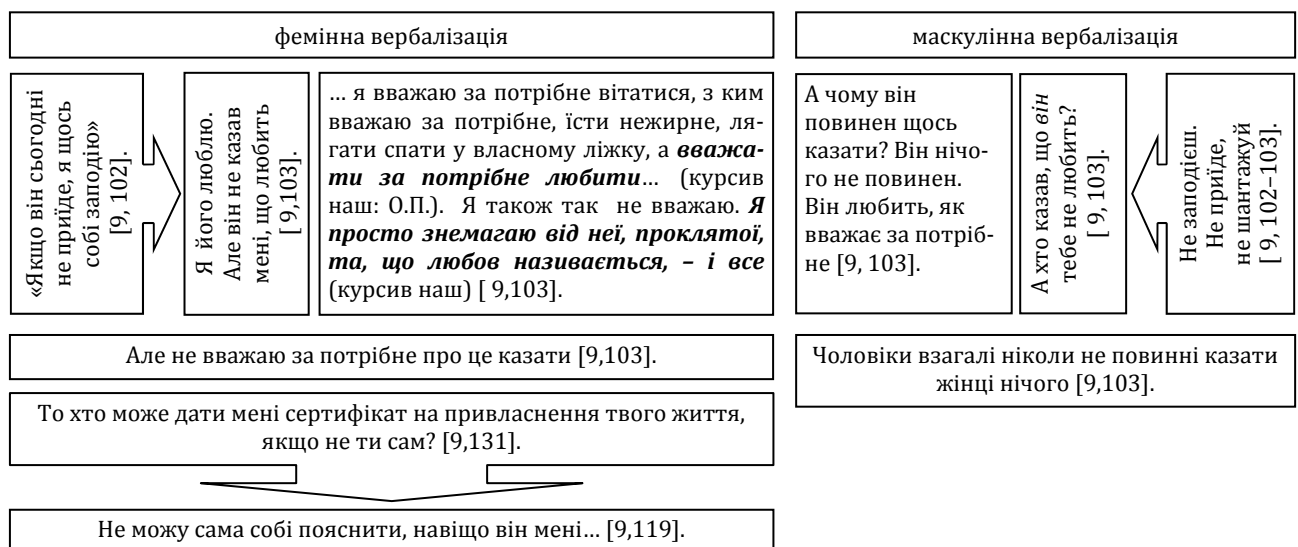 фемінна вербалізація
«Якщо він сьогодні
не приїде, я щось
собі заподію»
[9, 102].
Я його люблю.
Але він не казав
мені, що любить
[9,103].
… я вважаю за потрібне вітатися, з ким
вважаю за потрібне, їсти нежирне, ля-
гати спати у власному ліжку, а вважа-
ти за потрібне любити… (курсив
наш: О.П.). Я також так не вважаю. Я
просто знемагаю від неї, проклятої,
та, що любов називається, – і все
(курсив наш) [ 9,103].
Але не вважаю за потрібне про це казати [9,103].
То хто може дати мені сертифікат на привласнення твого життя,
якщо не ти сам? [9,131].
Не можу сама собі пояснити, навіщо він мені… [9,119].
маскулінна вербалізація
А чому він
повинен щось
казати? Він нічо-
го не повинен.
Він любить, як
вважає за потріб-
не [9, 103].
А хто казав, що він
тебе не любить?
[ 9, 103].
Не заподієш.
Не приїде,
не шантажуй
[ 9, 102–103].
Чоловіки взагалі ніколи не повинні казати
жінці нічого [9,103].